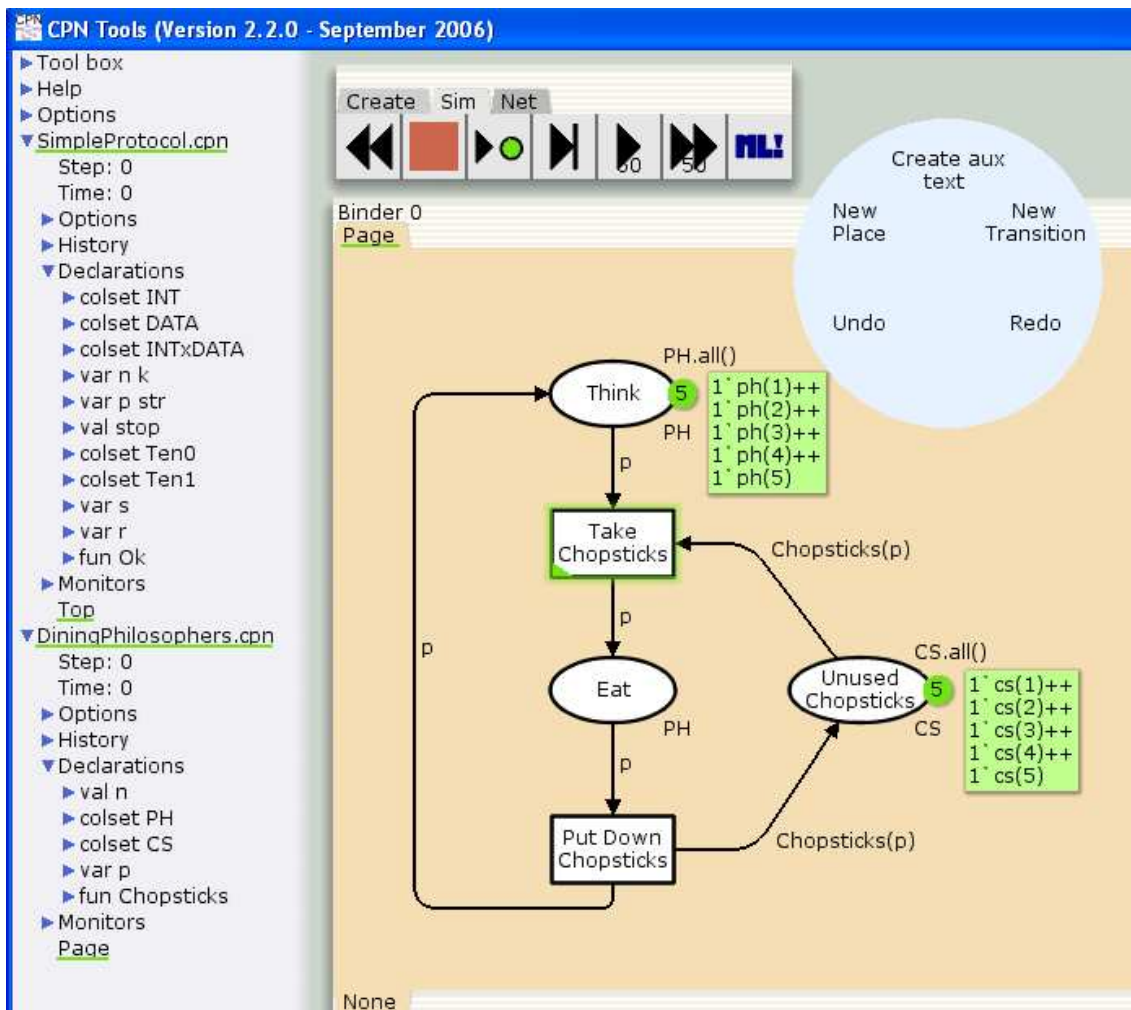 CPN Tools (Version 2.2.0 - September 2006)
Tool box
Help
Options
SimpleProtocol.cpn
Step: 0
Time: 0
Options
History
Declarations
colset INT
colset DATA
colset INTxDATA
var n k
var p str
val stop
colset Ten0
colset Ten1
var s
var r
fun Ok
Monitors
Top
DiningPhilosophers.cpn
Step: 0
Time: 0
Options
History
Declarations
val n
colset PH
colset CS
var p
fun Chopsticks
Monitors
Page
Create Sim Net
50
ML!
Create aux
text
New
Place
New
Transition
Undo
Redo
Binder 0
Page
PH.all()
Think
5
1`ph(1)++
1`ph(2)++
1`ph(3)++
1`ph(4)++
1`ph(5)
PH
p
Take
Chopsticks
Chopsticks(p)
p
p
Eat
PH
CS.all()
Unused
Chopsticks
5
1`cs(1)++
1`cs(2)++
1`cs(3)++
1`cs(4)++
1`cs(5)
CS
p
Put Down
Chopsticks
Chopsticks(p)
None